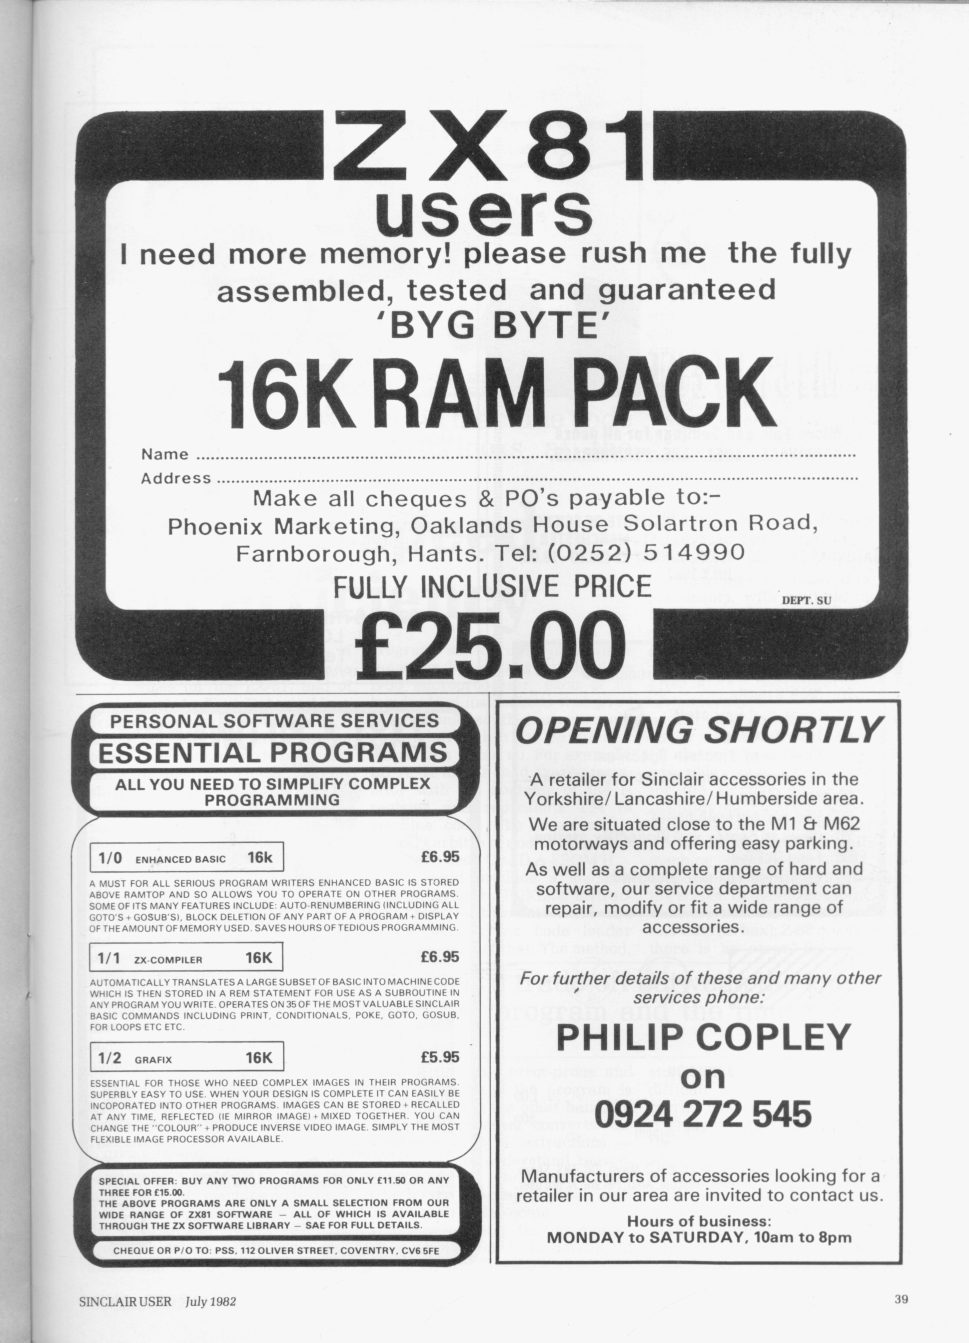 ZX81
users
I need more memory! please rush me the fully
assembled, tested and guaranteed
'BYG BYTE'
16K RAM PACK
Name
Address
Make all cheques & PO's payable to:-
Phoenix Marketing, Oaklands House Solartron Road,
Farnborough, Hants. Tel: (0252) 514990
FULLY INCLUSIVE PRICE
DEPT. SU
£25.00
PERSONAL SOFTWARE SERVICES
ESSENTIAL PROGRAMS
ALL YOU NEED TO SIMPLIFY COMPLEX
PROGRAMMING
1/0 ENHANCED BASIC 16k £6.95
A MUST FOR ALL SERIOUS PROGRAM WRITERS ENHANCED BASIC IS STORED
ABOVE RAMTOP AND SO ALLOWS YOU TO OPERATE ON OTHER PROGRAMS.
SOME OF ITS MANY FEATURES INCLUDE: AUTO-RENUMBERING (INCLUDING ALL
GOTO'S + GOSUB'S), BLOCK DELETION OF ANY PART OF A PROGRAM + DISPLAY
OF THE AMOUNT OF MEMORY USED. SAVES HOURS OF TEDIOUS PROGRAMMING.
1/1 ZX-COMPILER 16K £6.95
AUTOMATICALLY TRANSLATES A LARGE SUBSET OF BASIC INTO MACHINE CODE
WHICH IS THEN STORED IN A REM STATEMENT FOR USE AS A SUBROUTINE IN
ANY PROGRAM YOU WRITE. OPERATES ON 35 OF THE MOST VALUABLE SINCLAIR
BASIC COMMANDS INCLUDING PRINT, CONDITIONALS, POKE, GOTO, GOSUB,
FOR LOOPS ETC ETC.
1/2 GRAFIX 16K £5.95
ESSENTIAL FOR THOSE WHO NEED COMPLEX IMAGES IN THEIR PROGRAMS.
SUPERBLY EASY TO USE. WHEN YOUR DESIGN IS COMPLETE IT CAN EASILY BE
INCOPORATED INTO OTHER PROGRAMS. IMAGES CAN BE STORED + RECALLED
AT ANY TIME, REFLECTED (IE MIRROR IMAGE) + MIXED TOGETHER. YOU CAN
CHANGE THE "COLOUR" + PRODUCE INVERSE VIDEO IMAGE. SIMPLY THE MOST
FLEXIBLE IMAGE PROCESSOR AVAILABLE.
SPECIAL OFFER: BUY ANY TWO PROGRAMS FOR ONLY £11.50 OR ANY
THREE FOR £15.00.
THE ABOVE PROGRAMS ARE ONLY A SMALL SELECTION FROM OUR
WIDE RANGE OF ZX81 SOFTWARE — ALL OF WHICH IS AVAILABLE
THROUGH THE ZX SOFTWARE LIBRARY — SAE FOR FULL DETAILS.
CHEQUE OR P/O TO: PSS, 112 OLIVER STREET, COVENTRY, CV6 5FE
OPENING SHORTLY
A retailer for Sinclair accessories in the
Yorkshire/Lancashire/Humberside area.
We are situated close to the M1 & M62
motorways and offering easy parking.
As well as a complete range of hard and
software, our service department can
repair, modify or fit a wide range of
accessories.
For further details of these and many other
services phone:
PHILIP COPLEY
on
0924 272 545
Manufacturers of accessories looking for a
retailer in our area are invited to contact us.
Hours of business:
MONDAY to SATURDAY, 10am to 8pm
SINCLAIR USER July 1982
39